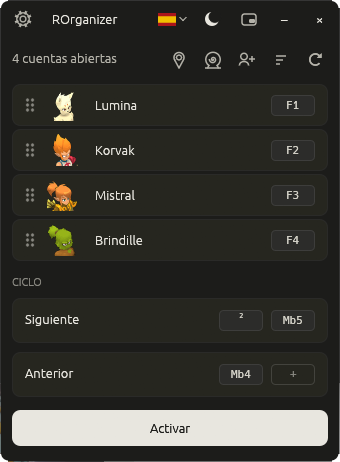 ROrganizer
4 cuentas abiertas
Lumina F1
Korvak F2
Mistral F3
Brindille F4
CICLO
Siguiente ² Mb5
Anterior Mb4 +
Activar